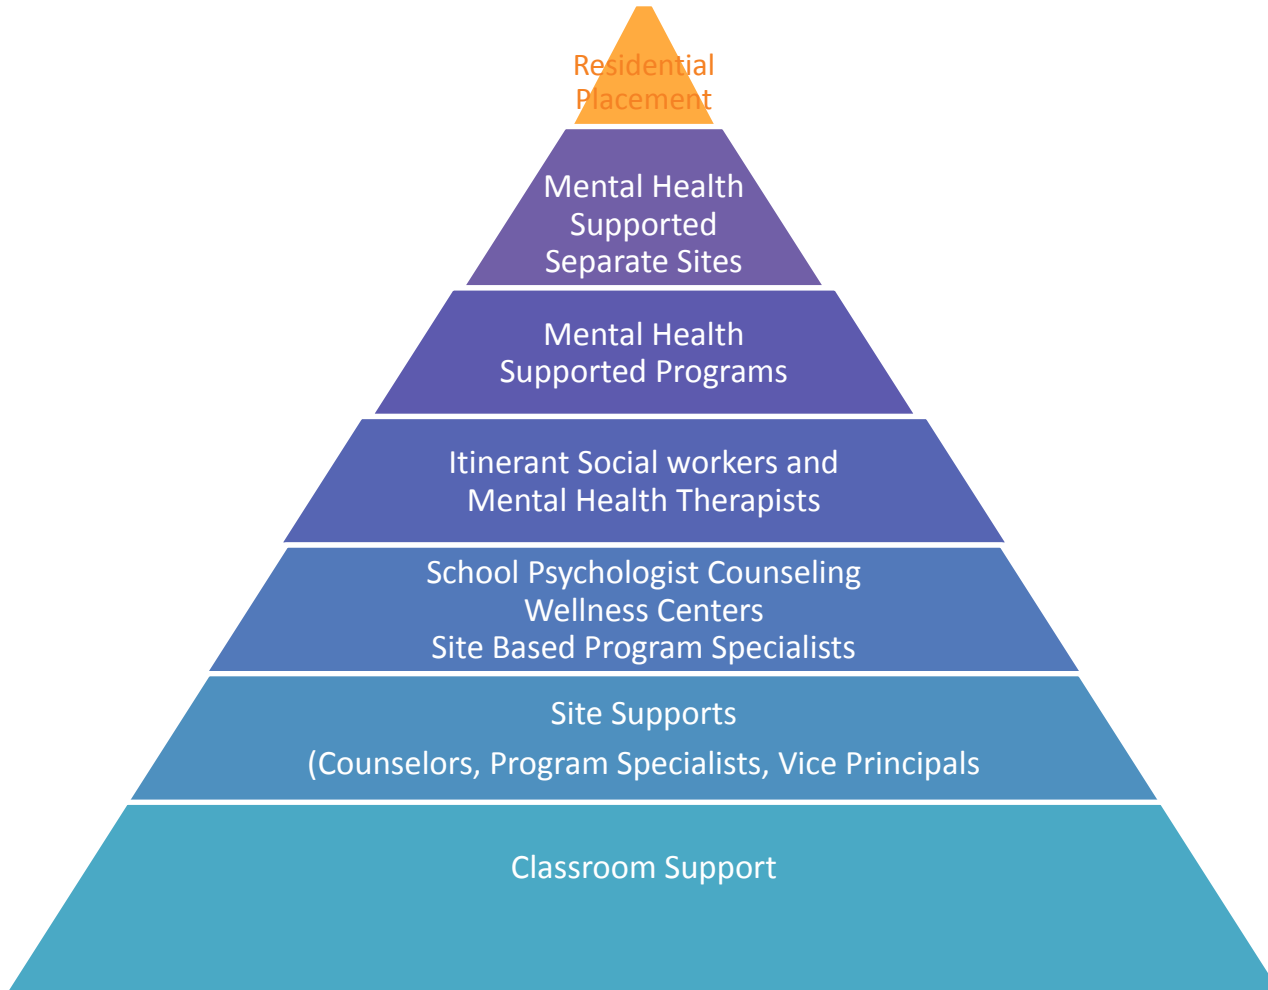 Residential
Placement
Mental Health
Supported
Separate Sites
Mental Health
Supported Programs
Itinerant Social workers and
Mental Health Therapists
School Psychologist Counseling
Wellness Centers
Site Based Program Specialists
Site Supports
(Counselors, Program Specialists, Vice Principals
Classroom Support